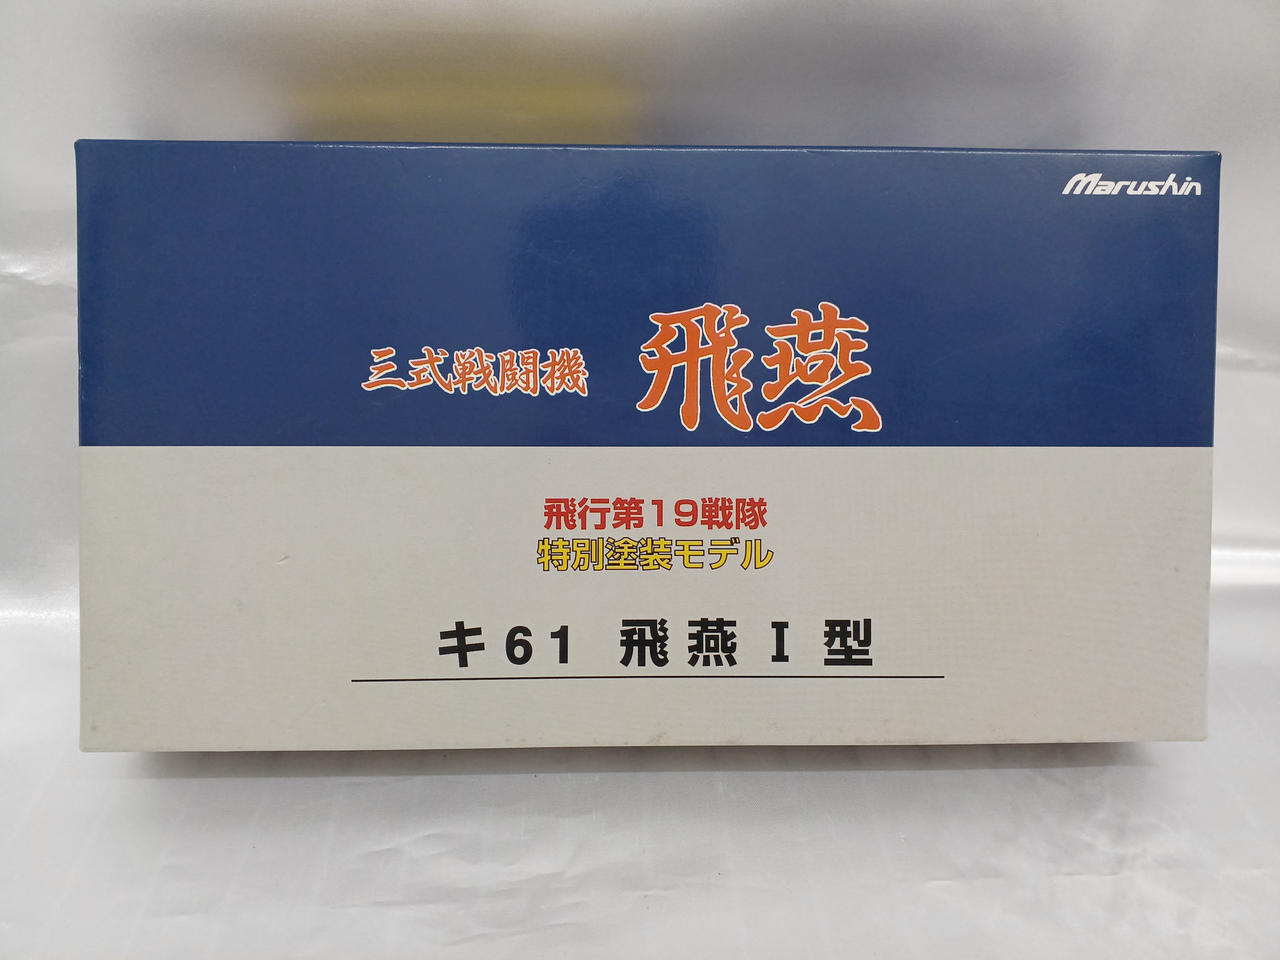 Marushin
三式戦闘機 飛燕
飛行第19戦隊
特別塗装モデル
キ61 飛燕I型